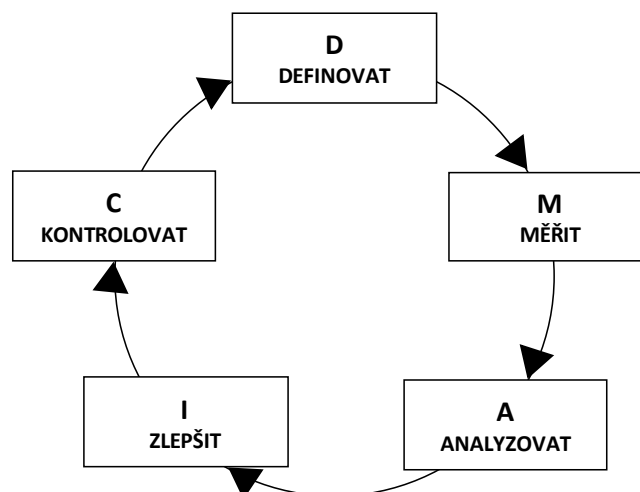 D
DEFINOVAT
M
MĚŘIT
A
ANALYZOVAT
I
ZLEPŠIT
C
KONTROLOVAT